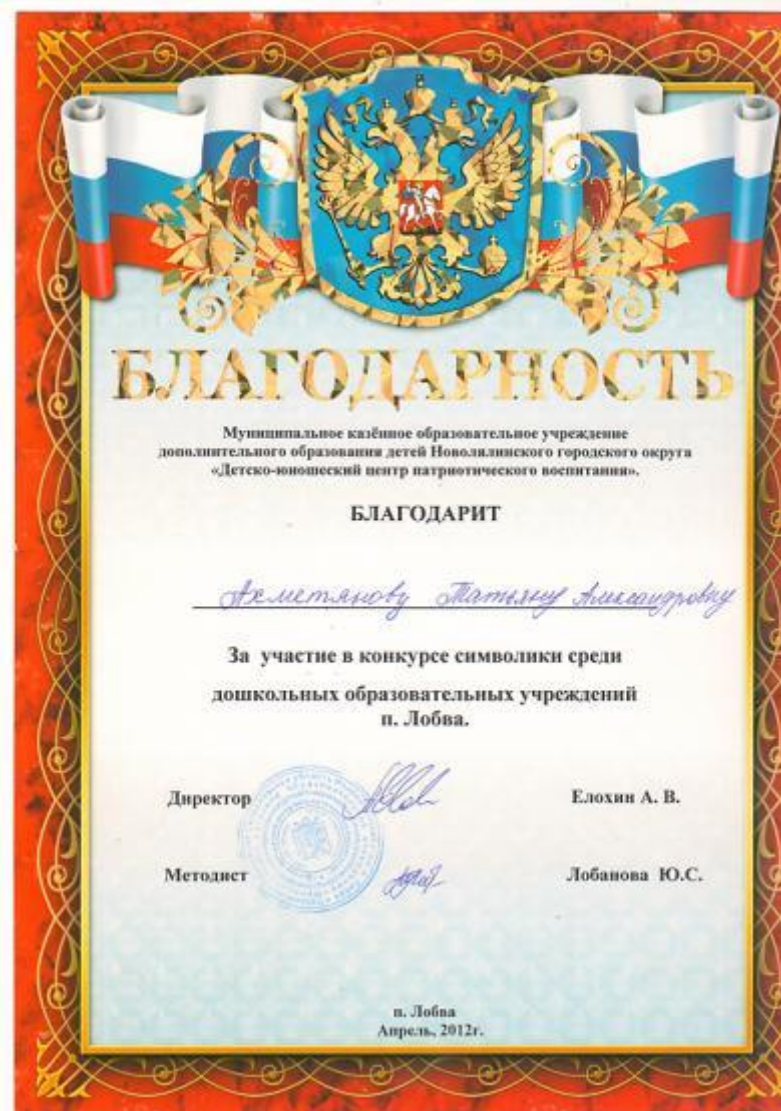 БЛАГОДАРНОСТЬ
Муниципальное казённое образовательное учреждение
дополнительного образования детей Новолялинского городского округа
«Детско-юношеский центр патриотического воспитания».
БЛАГОДАРИТ
Ахметянову Татьяну Александровну
За участие в конкурсе символики среди
дошкольных образовательных учреждений
п. Лобва.
Директор Елохин А. В.
Методист Лобанова Ю.С.
п. Лобва
Апрель, 2012г.